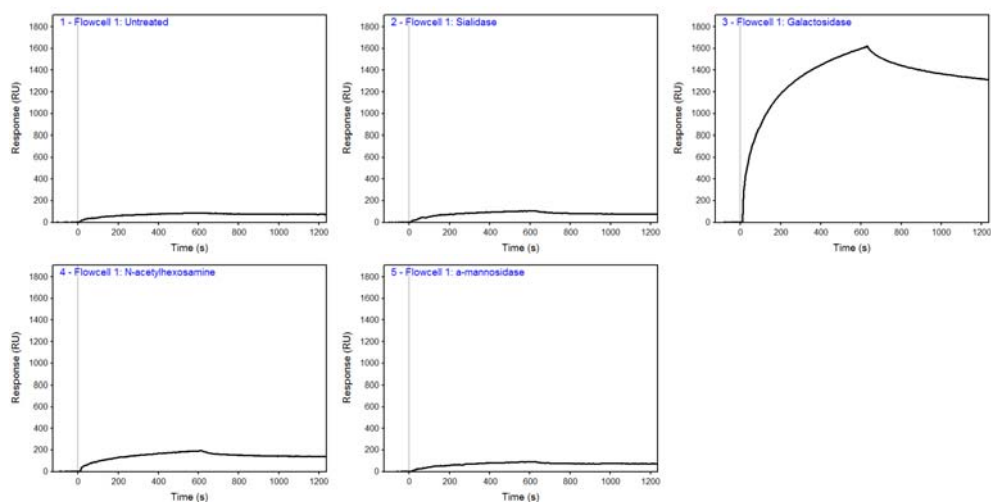 1 - Flowcell 1: Untreated
1800
1600
1400
1200
1000
800
600
400
200
0
Response (RU)
0 200 400 600 800 1000 1200
Time (s)
2 - Flowcell 1: Sialidase
1800
1600
1400
1200
1000
800
600
400
200
0
Response (RU)
0 200 400 600 800 1000 1200
Time (s)
3 - Flowcell 1: Galactosidase
1800
1600
1400
1200
1000
800
600
400
200
0
Response (RU)
0 200 400 600 800 1000 1200
Time (s)
4 - Flowcell 1: N-acetylhexosamine
1800
1600
1400
1200
1000
800
600
400
200
0
Response (RU)
0 200 400 600 800 1000 1200
Time (s)
5 - Flowcell 1: a-mannosidase
1800
1600
1400
1200
1000
800
600
400
200
0
Response (RU)
0 200 400 600 800 1000 1200
Time (s)